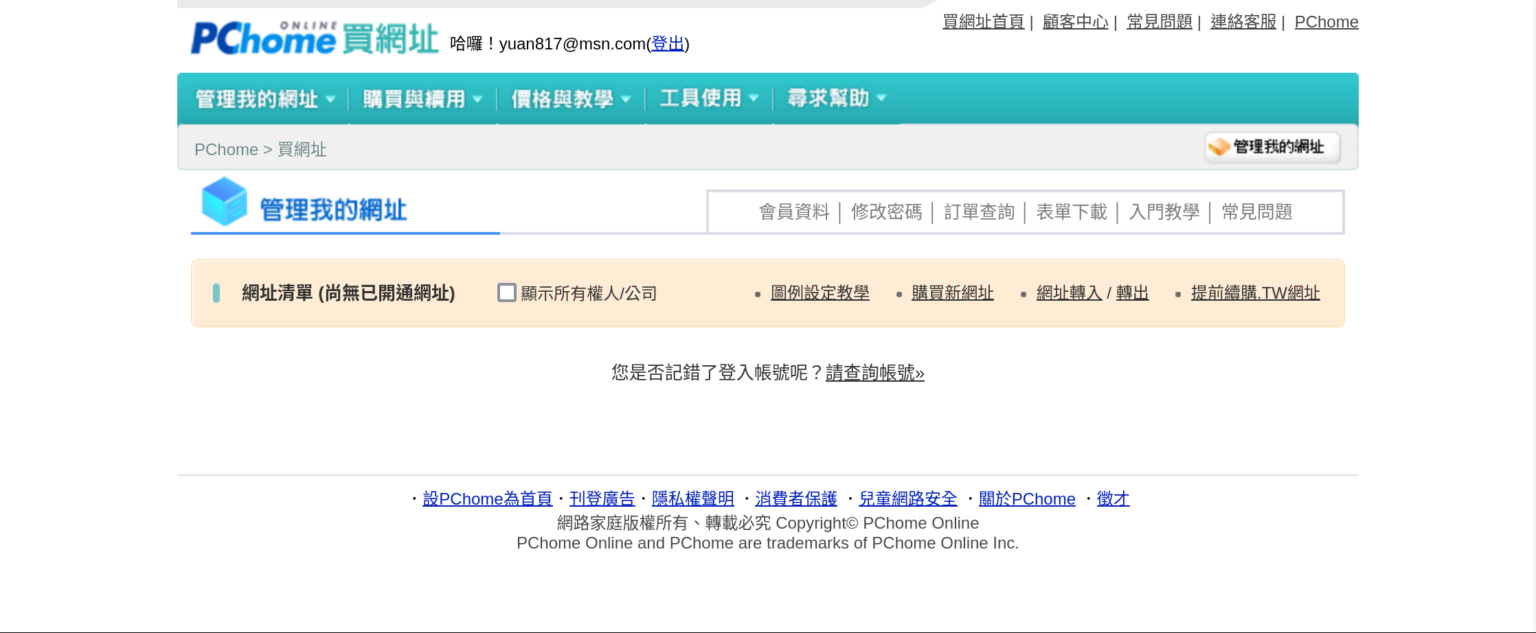 買網址首頁 | 顧客中心 | 常見問題 | 連絡客服 | PChome
PChome ONLINE 買網址 哈囉！yuan817@msn.com(登出)
管理我的網址 購買與續用 價格與教學 工具使用 尋求幫助
PChome > 買網址 管理我的網址
管理我的網址
會員資料 │ 修改密碼 │ 訂單查詢 │ 表單下載 │ 入門教學 │ 常見問題
網址清單 (尚無已開通網址) 顯示所有權人/公司 • 圖例設定教學 • 購買新網址 • 網址轉入 / 轉出 • 提前續購.TW網址
您是否記錯了登入帳號呢？請查詢帳號»
‧設PChome為首頁‧刊登廣告‧隱私權聲明 ‧消費者保護 ‧兒童網路安全 ‧關於PChome ‧徵才
網路家庭版權所有、轉載必究 Copyright© PChome Online
PChome Online and PChome are trademarks of PChome Online Inc.